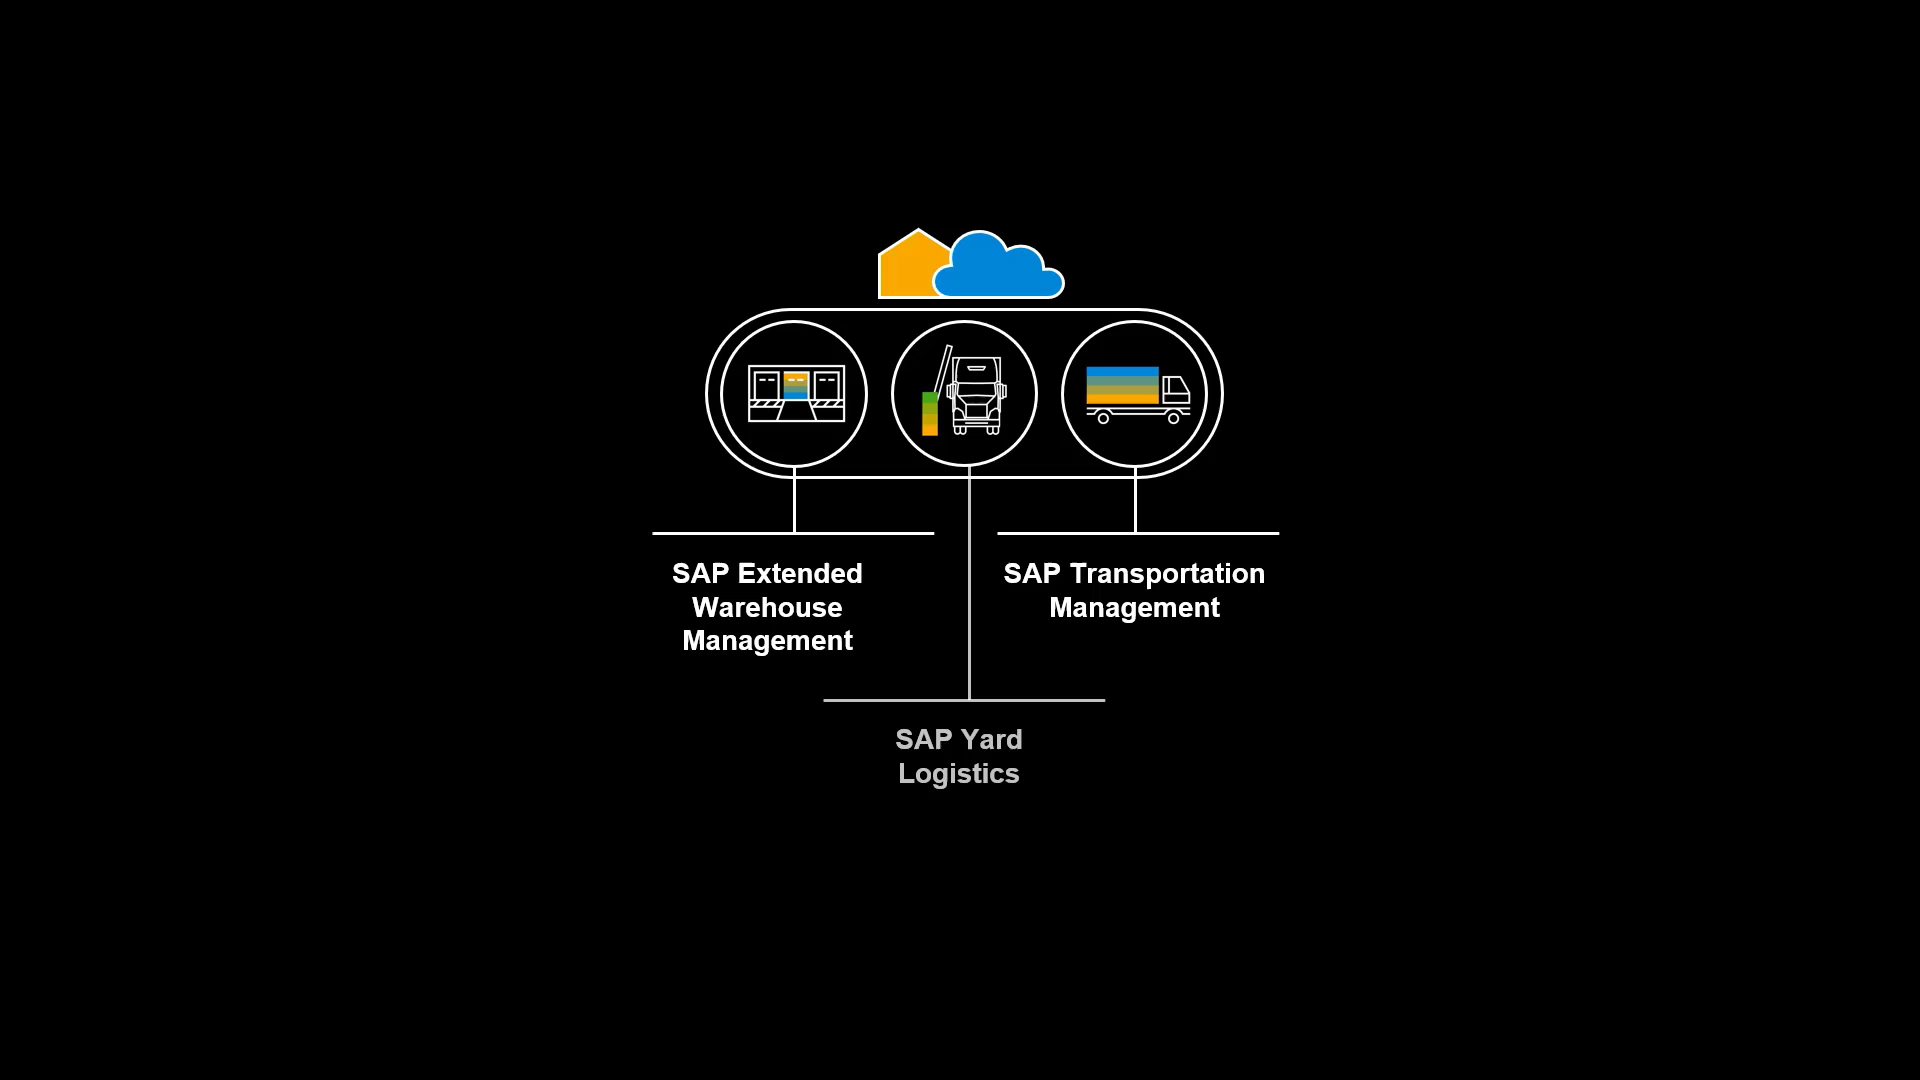 SAP Extended
Warehouse
Management
SAP Transportation
Management
SAP Yard
Logistics